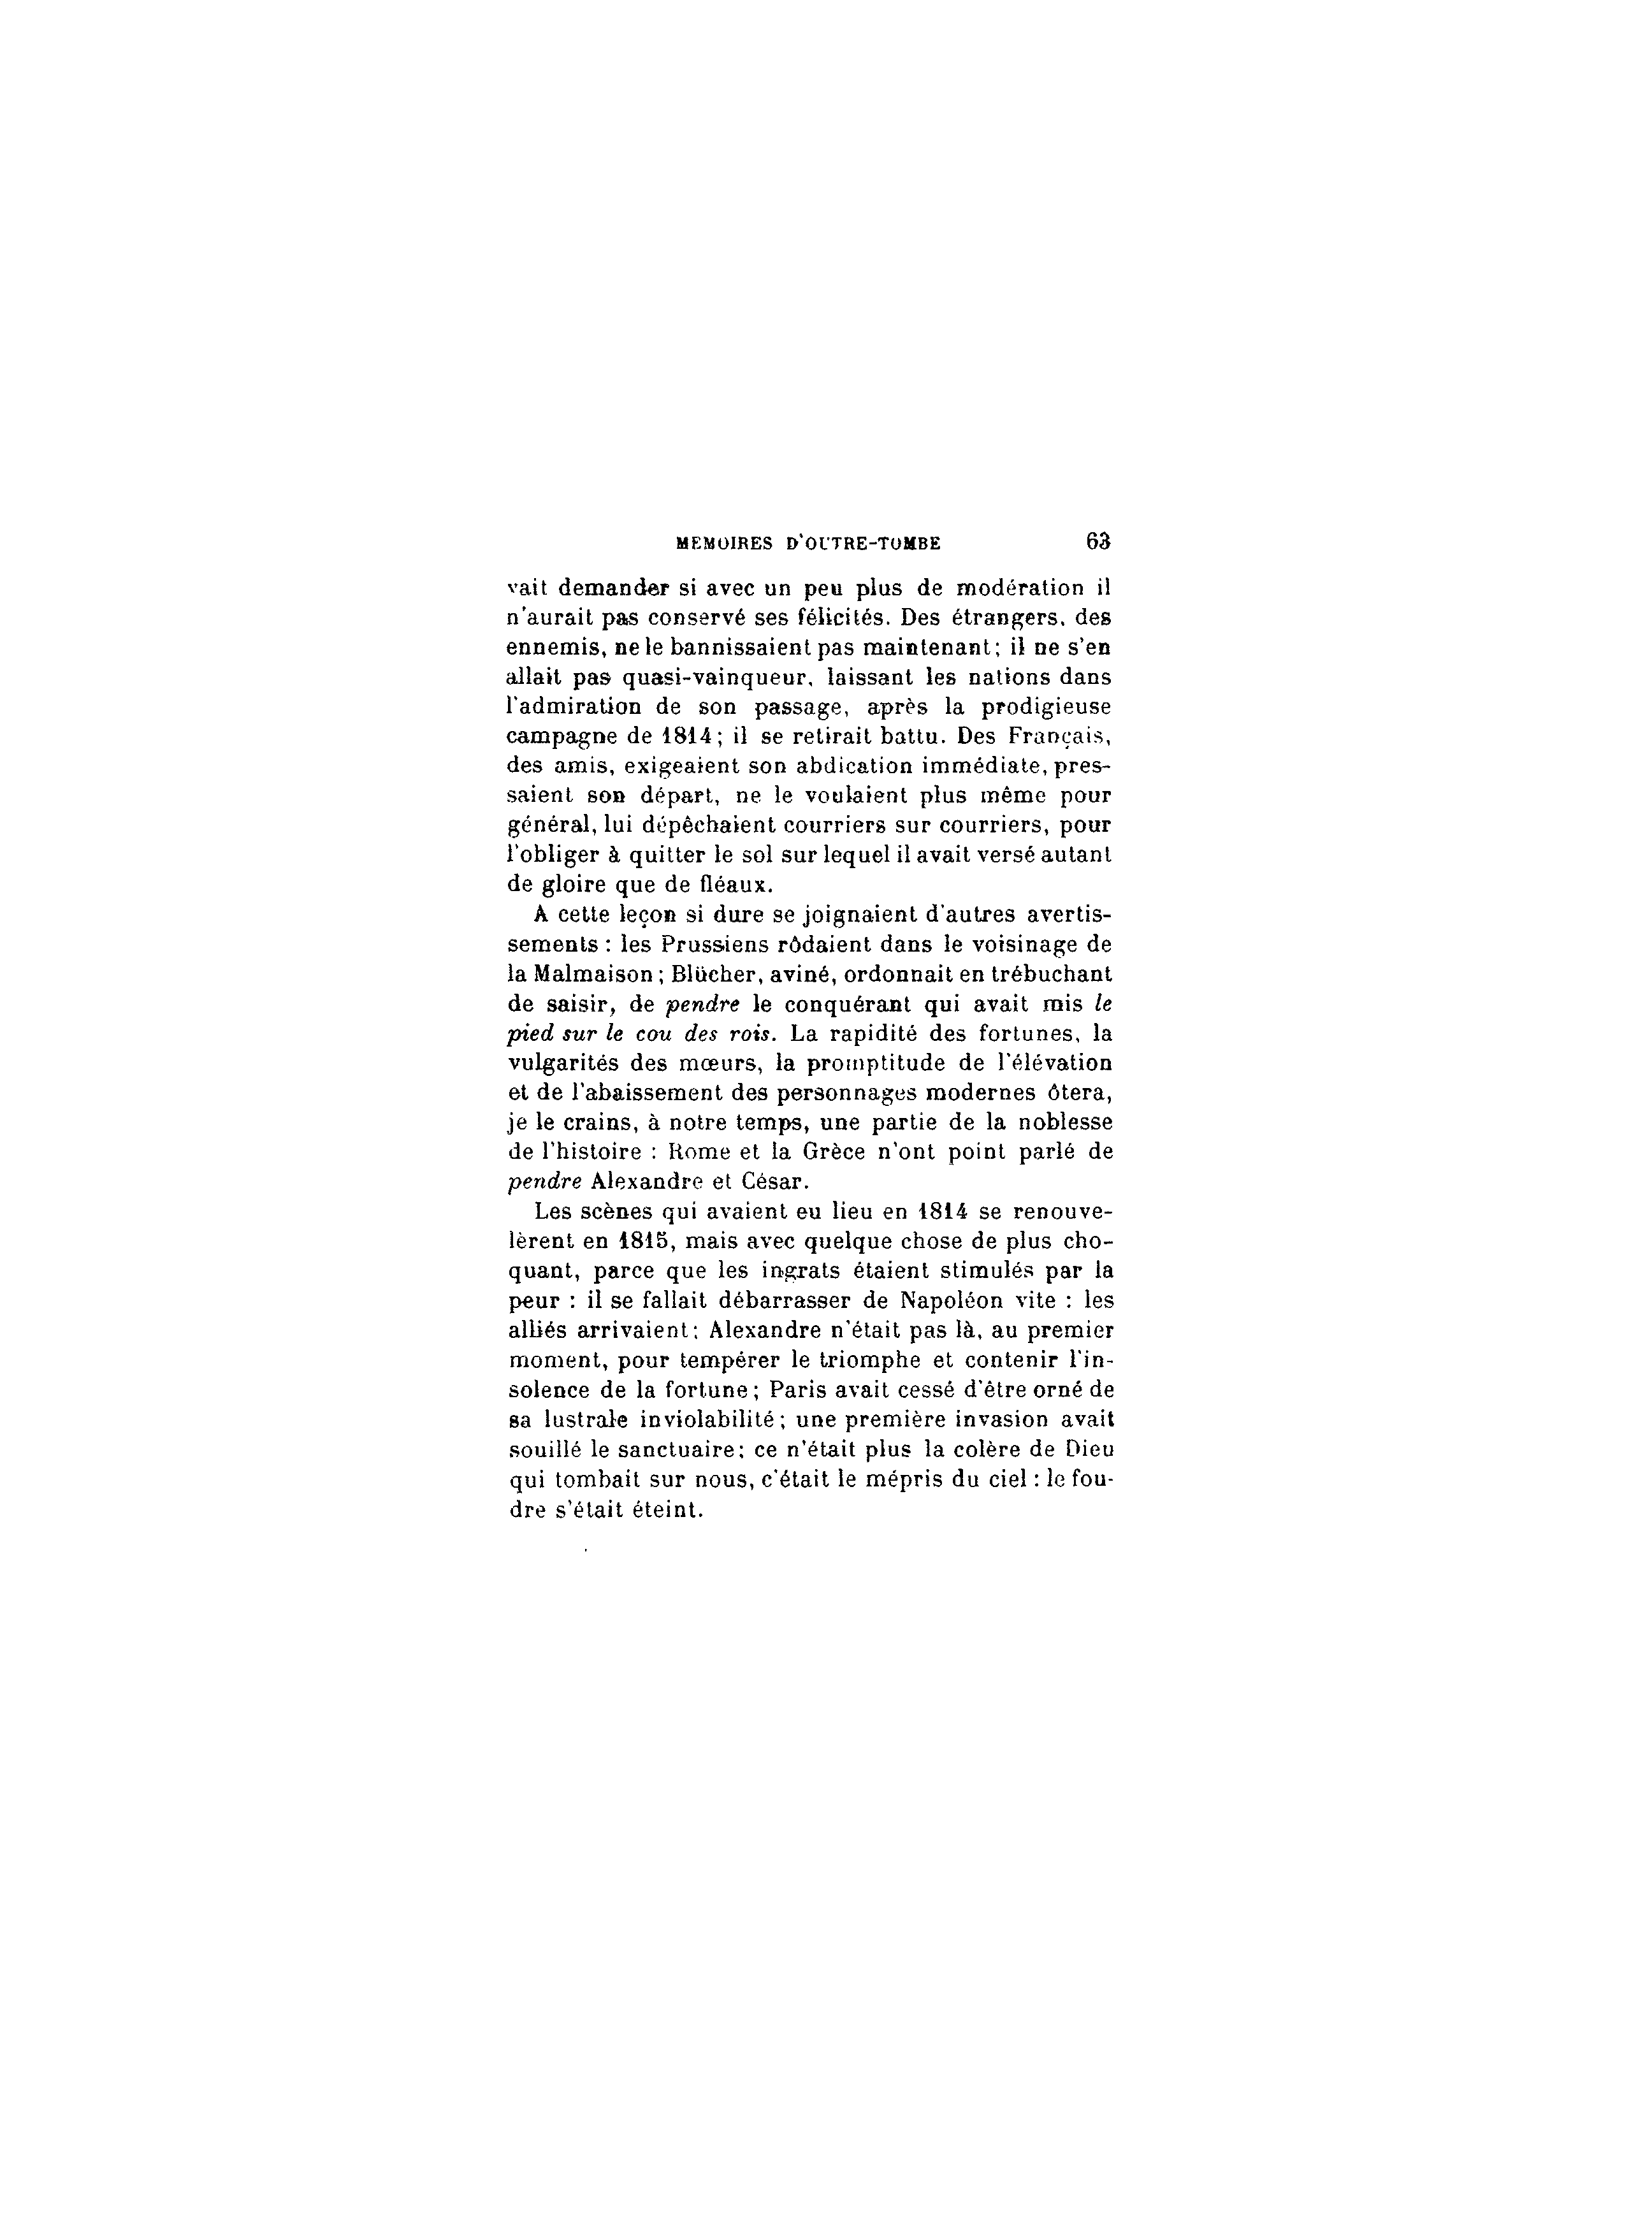 MEMOIRES D'OUTRE-TOMBE 63
vait demander si avec un peu plus de modération il
n'aurait pas conservé ses félicités. Des étrangers, des
ennemis, ne le bannissaient pas maintenant; il ne s'en
allait pas quasi-vainqueur, laissant les nations dans
l'admiration de son passage, après la prodigieuse
campagne de 1814; il se retirait battu. Des Français,
des amis, exigeaient son abdication immédiate, pres-
saient son départ, ne le voulaient plus même pour
général, lui dépêchaient courriers sur courriers, pour
l'obliger à quitter le sol sur lequel il avait versé autant
de gloire que de fléaux.
A cette leçon si dure se joignaient d'autres avertis-
sements : les Prussiens rôdaient dans le voisinage de
la Malmaison; Blücher, aviné, ordonnait en trébuchant
de saisir, de pendre le conquérant qui avait mis le
pied sur le cou des rois. La rapidité des fortunes, la
vulgarités des mœurs, la promptitude de l'élévation
et de l'abaissement des personnages modernes ôtera,
je le crains, à notre temps, une partie de la noblesse
de l'histoire : Rome et la Grèce n'ont point parlé de
pendre Alexandre et César.
Les scènes qui avaient eu lieu en 1814 se renouve-
lèrent en 1815, mais avec quelque chose de plus cho-
quant, parce que les ingrats étaient stimulés par la
peur : il se fallait débarrasser de Napoléon vite : les
alliés arrivaient; Alexandre n'était pas là, au premier
moment, pour tempérer le triomphe et contenir l'in-
solence de la fortune; Paris avait cessé d'être orné de
sa lustrale inviolabilité; une première invasion avait
souillé le sanctuaire; ce n'était plus la colère de Dieu
qui tombait sur nous, c'était le mépris du ciel : le fou-
dre s'était éteint.